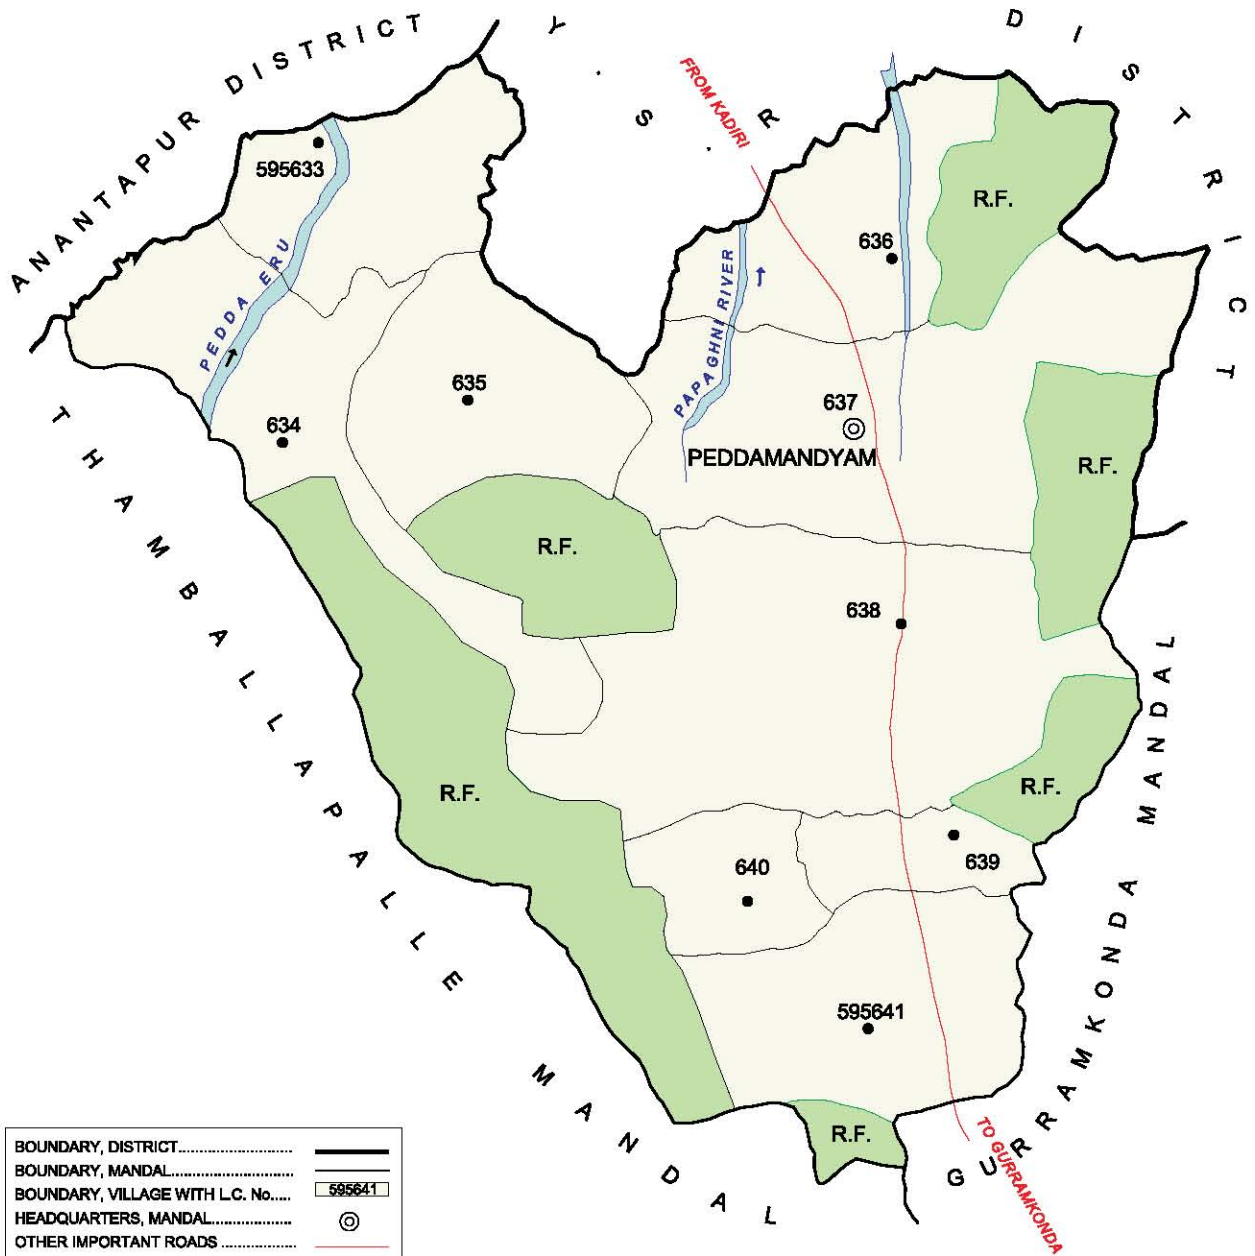 ANANTAPUR DISTRICT
Y.S.R DISTRICT
FROM KADIRI
595633
R.F.
636
PEDDA ERU
PAPAGHNI RIVER
635
637
634
PEDDAMANDYAM
R.F.
R.F.
638
THAMBALLAPALLE MANDAL
GURRAMKONDA MANDAL
R.F.
R.F.
640
639
595641
R.F.
TO GURRAMKONDA
BOUNDARY, DISTRICT..............................
BOUNDARY, MANDAL..............................
BOUNDARY, VILLAGE WITH L.C. No..... 595641
HEADQUARTERS, MANDAL....................
OTHER IMPORTANT ROADS ....................